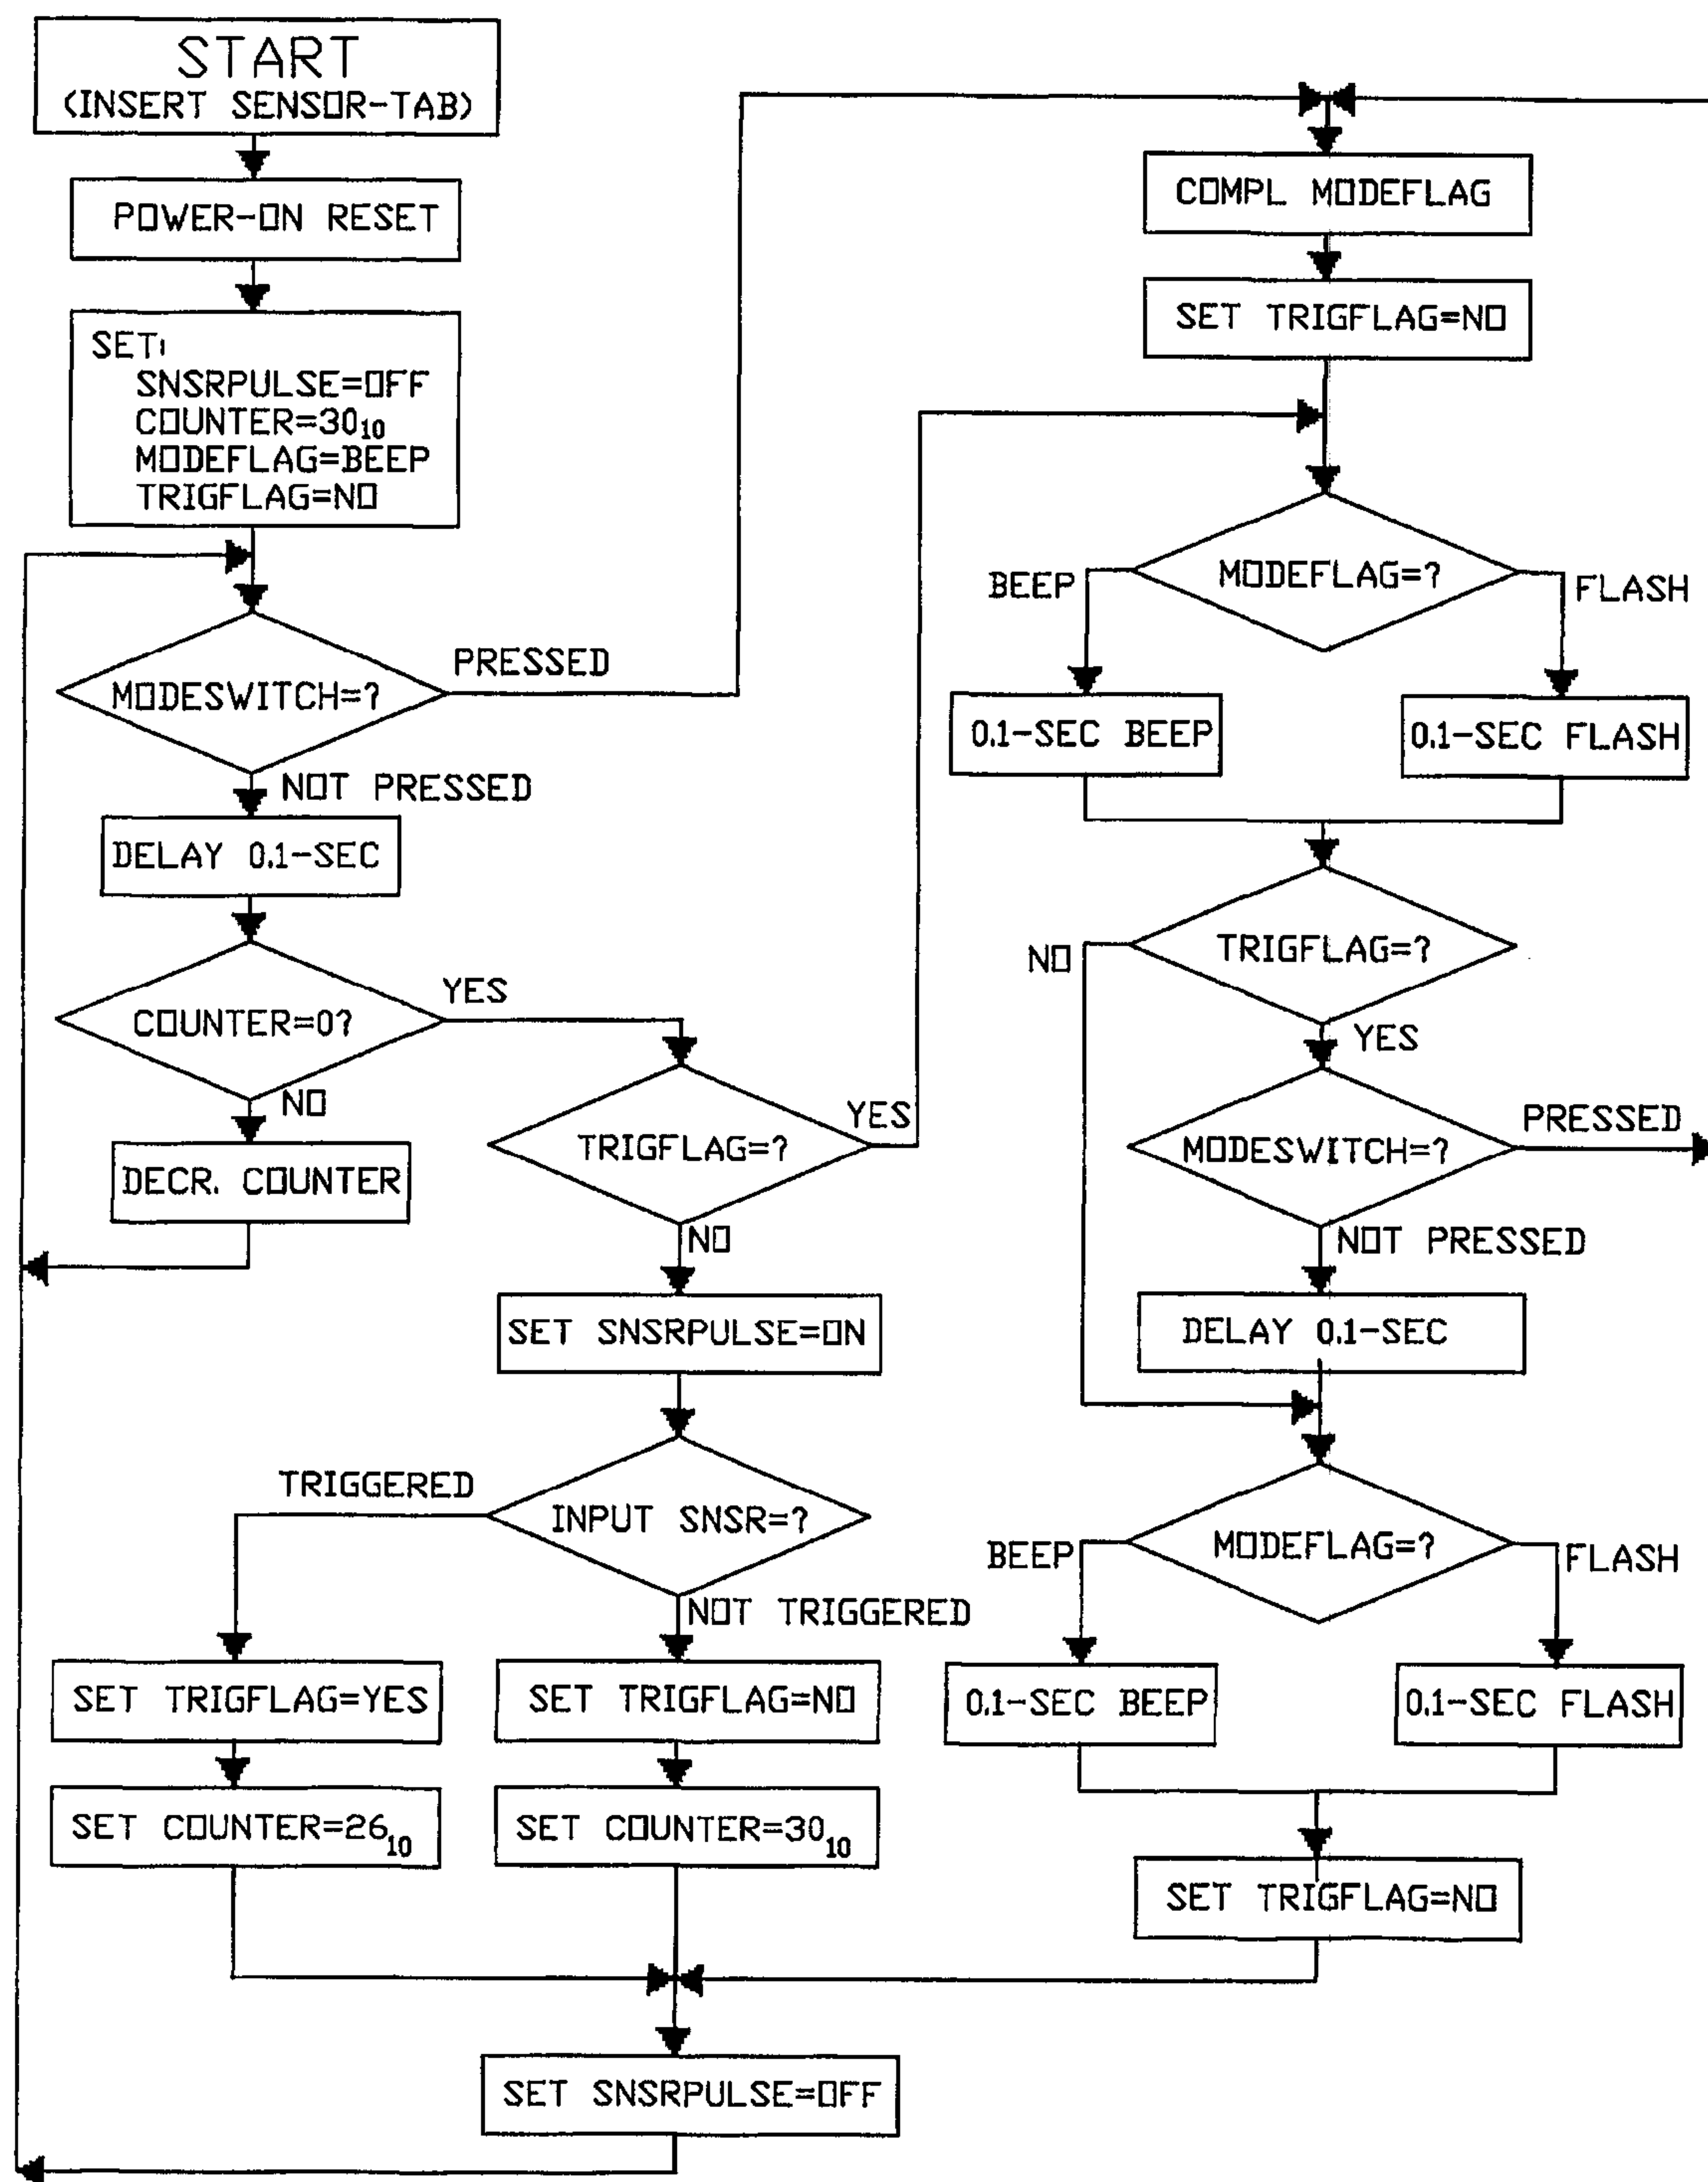 START
(INSERT SENSOR-TAB)
POWER-ON RESET
SET:
SNSRPULSE=OFF
COUNTER=30₁₀
MODEFLAG=BEEP
TRIGFLAG=NO
MODESWITCH=?
PRESSED
NOT PRESSED
DELAY 0.1-SEC
COUNTER=0?
YES
NO
DECR. COUNTER
TRIGFLAG=?
YES
NO
SET SNSRPULSE=ON
INPUT SNSR=?
TRIGGERED
NOT TRIGGERED
SET TRIGFLAG=YES
SET COUNTER=26₁₀
SET TRIGFLAG=NO
SET COUNTER=30₁₀
SET SNSRPULSE=OFF
COMPL MODEFLAG
SET TRIGFLAG=NO
MODEFLAG=?
BEEP
FLASH
0.1-SEC BEEP
0.1-SEC FLASH
TRIGFLAG=?
NO
YES
MODESWITCH=?
PRESSED
NOT PRESSED
DELAY 0.1-SEC
MODEFLAG=?
BEEP
FLASH
0.1-SEC BEEP
0.1-SEC FLASH
SET TRIGFLAG=NO